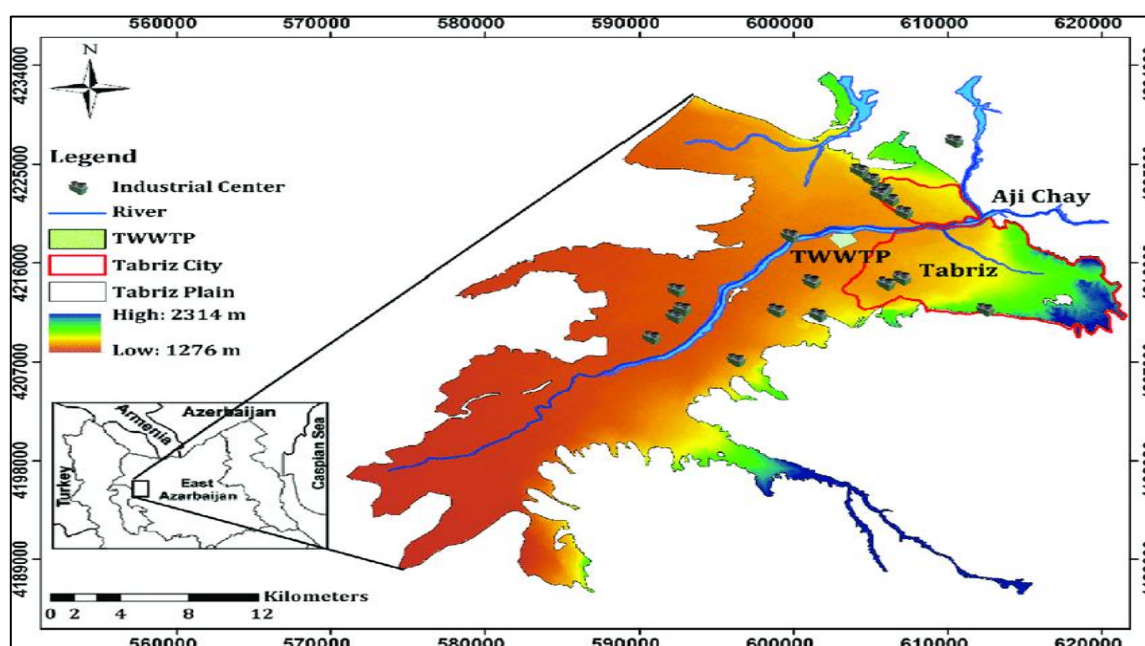 560000 570000 580000 590000 600000 610000 620000
N
4234000
4225000
4216000
4207000
4198000
4189000
Legend
Industrial Center
River
TWWTP
Tabriz City
Tabriz Plain
High: 2314 m
Low: 1276 m
Aji Chay
TWWTP
Tabriz
Armenia
Azerbaijan
Turkey
East
Azarbaijan
Caspian Sea
Kilometers
0 2 4 8 12
560000 570000 580000 590000 600000 610000 620000